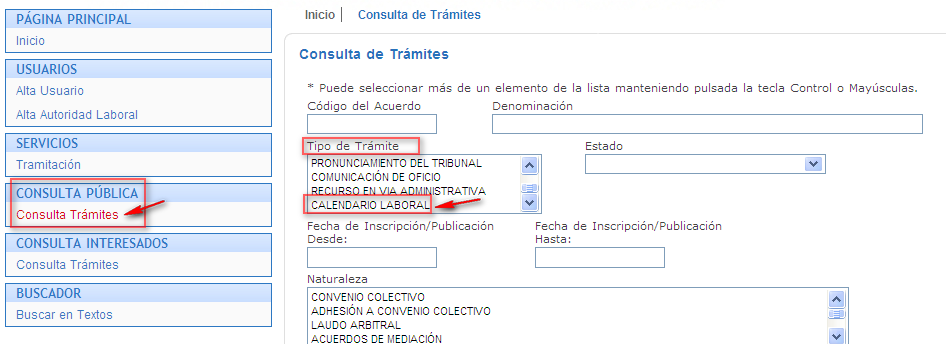 PÁGINA PRINCIPAL
Inicio
USUARIOS
Alta Usuario
Alta Autoridad Laboral
SERVICIOS
Tramitación
CONSULTA PÚBLICA
Consulta Trámites
CONSULTA INTERESADOS
Consulta Trámites
BUSCADOR
Buscar en Textos
Inicio | Consulta de Trámites
Consulta de Trámites
* Puede seleccionar más de un elemento de la lista manteniendo pulsada la tecla Control o Mayúsculas.
Código del Acuerdo Denominación
Tipo de Trámite Estado
PRONUNCIAMIENTO DEL TRIBUNAL
COMUNICACIÓN DE OFICIO
RECURSO EN VIA ADMINISTRATIVA
CALENDARIO LABORAL
Fecha de Inscripción/Publicación Fecha de Inscripción/Publicación
Desde: Hasta:
Naturaleza
CONVENIO COLECTIVO
ADHESIÓN A CONVENIO COLECTIVO
LAUDO ARBITRAL
ACUERDOS DE MEDIACIÓN